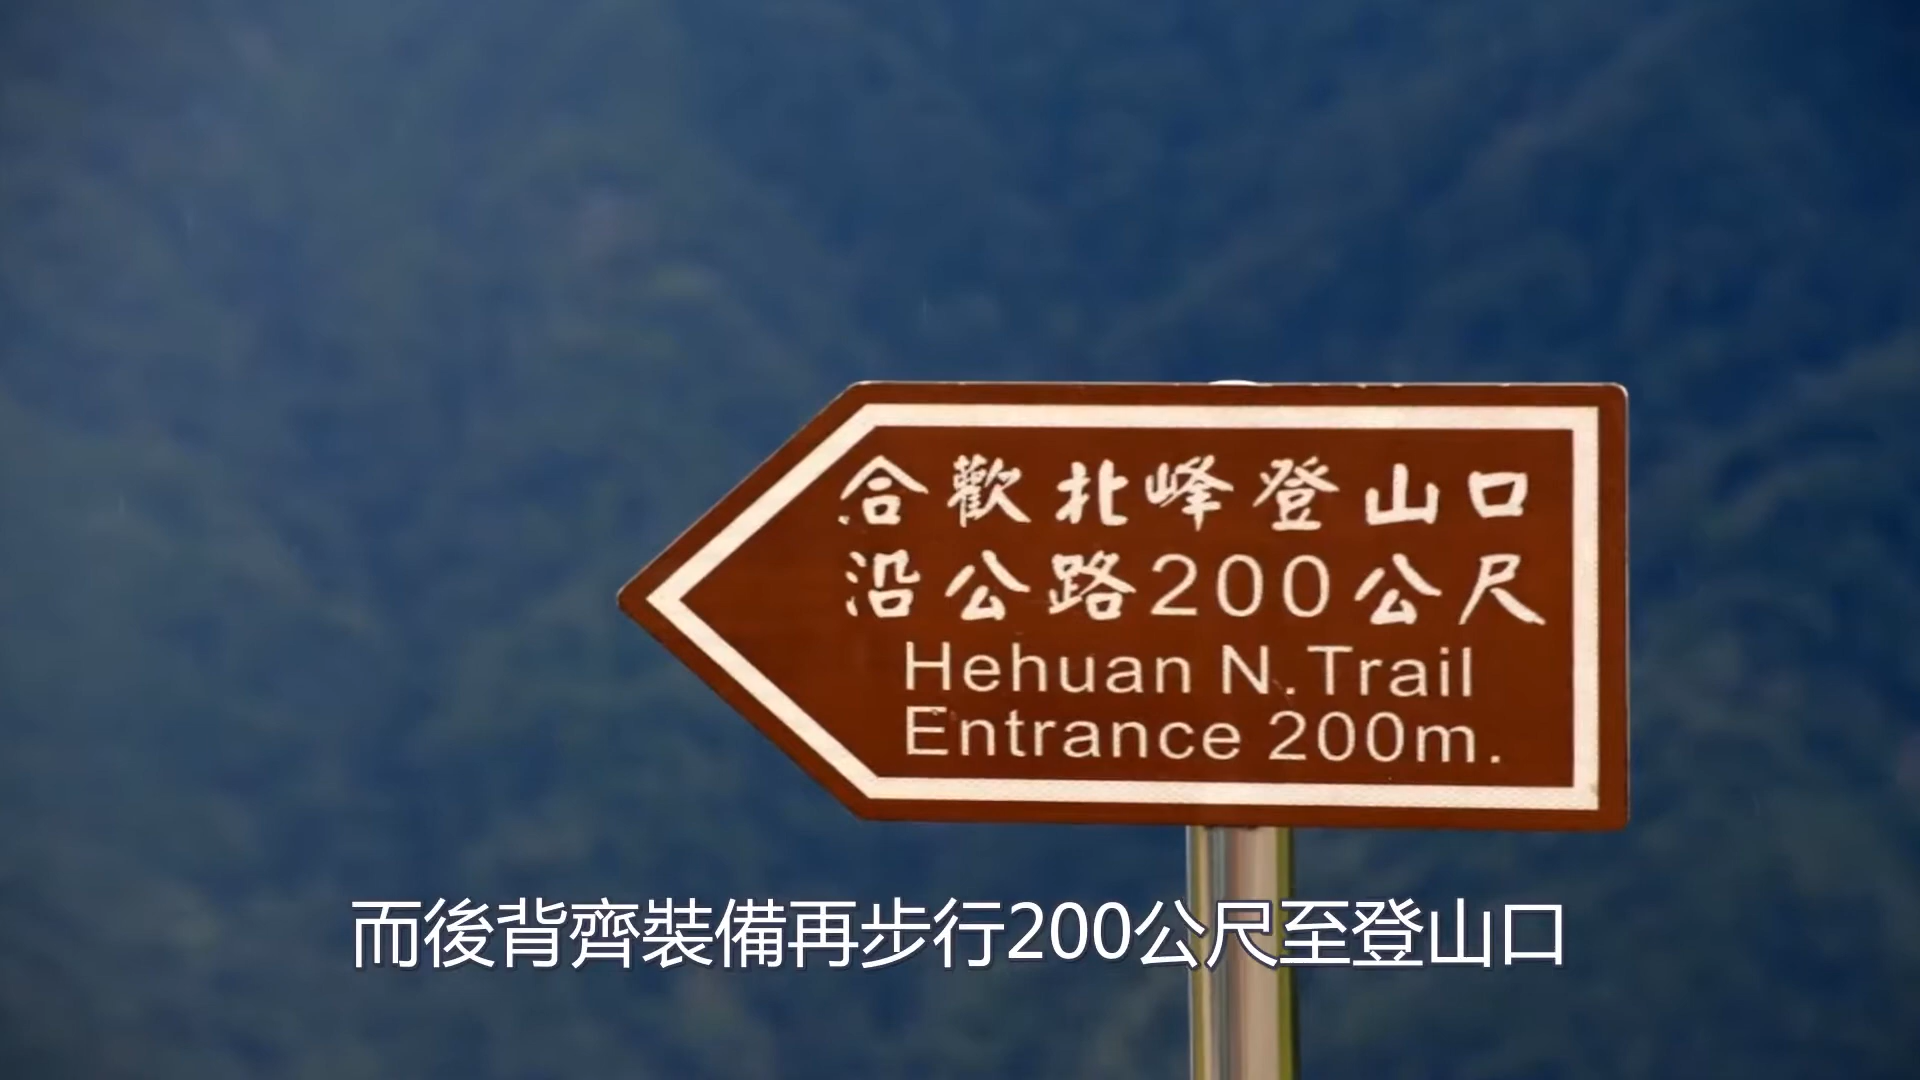 合歡北峰登山口
沿公路200公尺
Hehuan N. Trail
Entrance 200m.
而後背齊裝備再步行200公尺至登山口